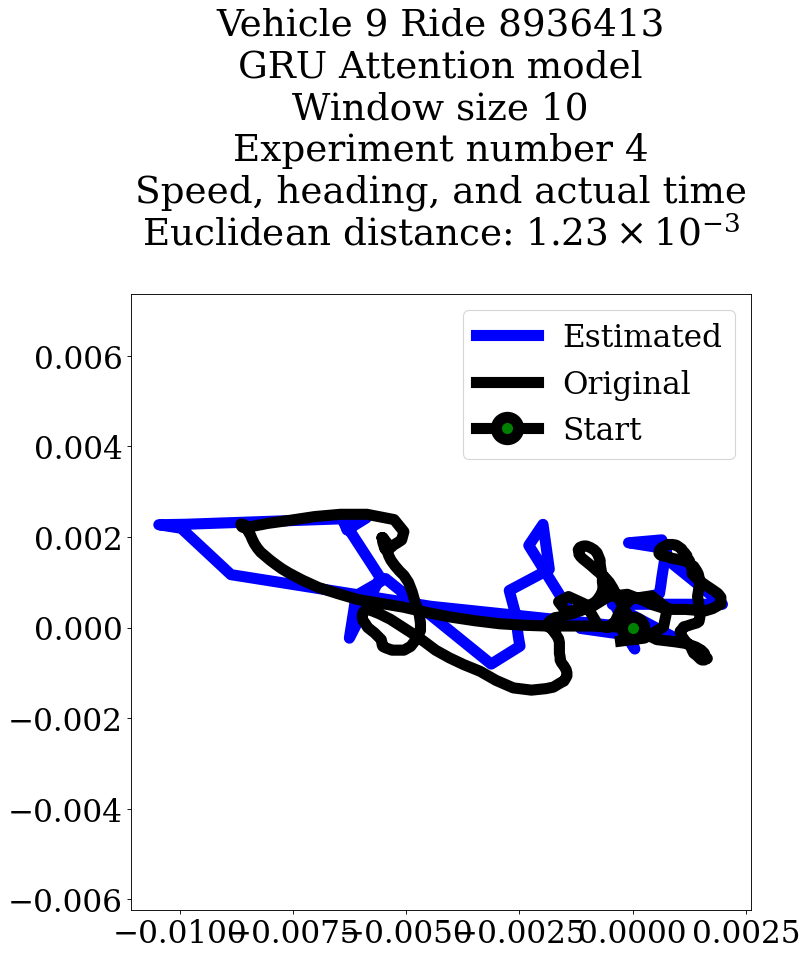 Vehicle 9 Ride 8936413
GRU Attention model
Window size 10
Experiment number 4
Speed, heading, and actual time
Euclidean distance: 1.23 × 10⁻³
Estimated
Original
Start
0.006
0.004
0.002
0.000
−0.002
−0.004
−0.006
−0.0100 −0.0075 −0.0050 −0.0025 0.0000 0.0025